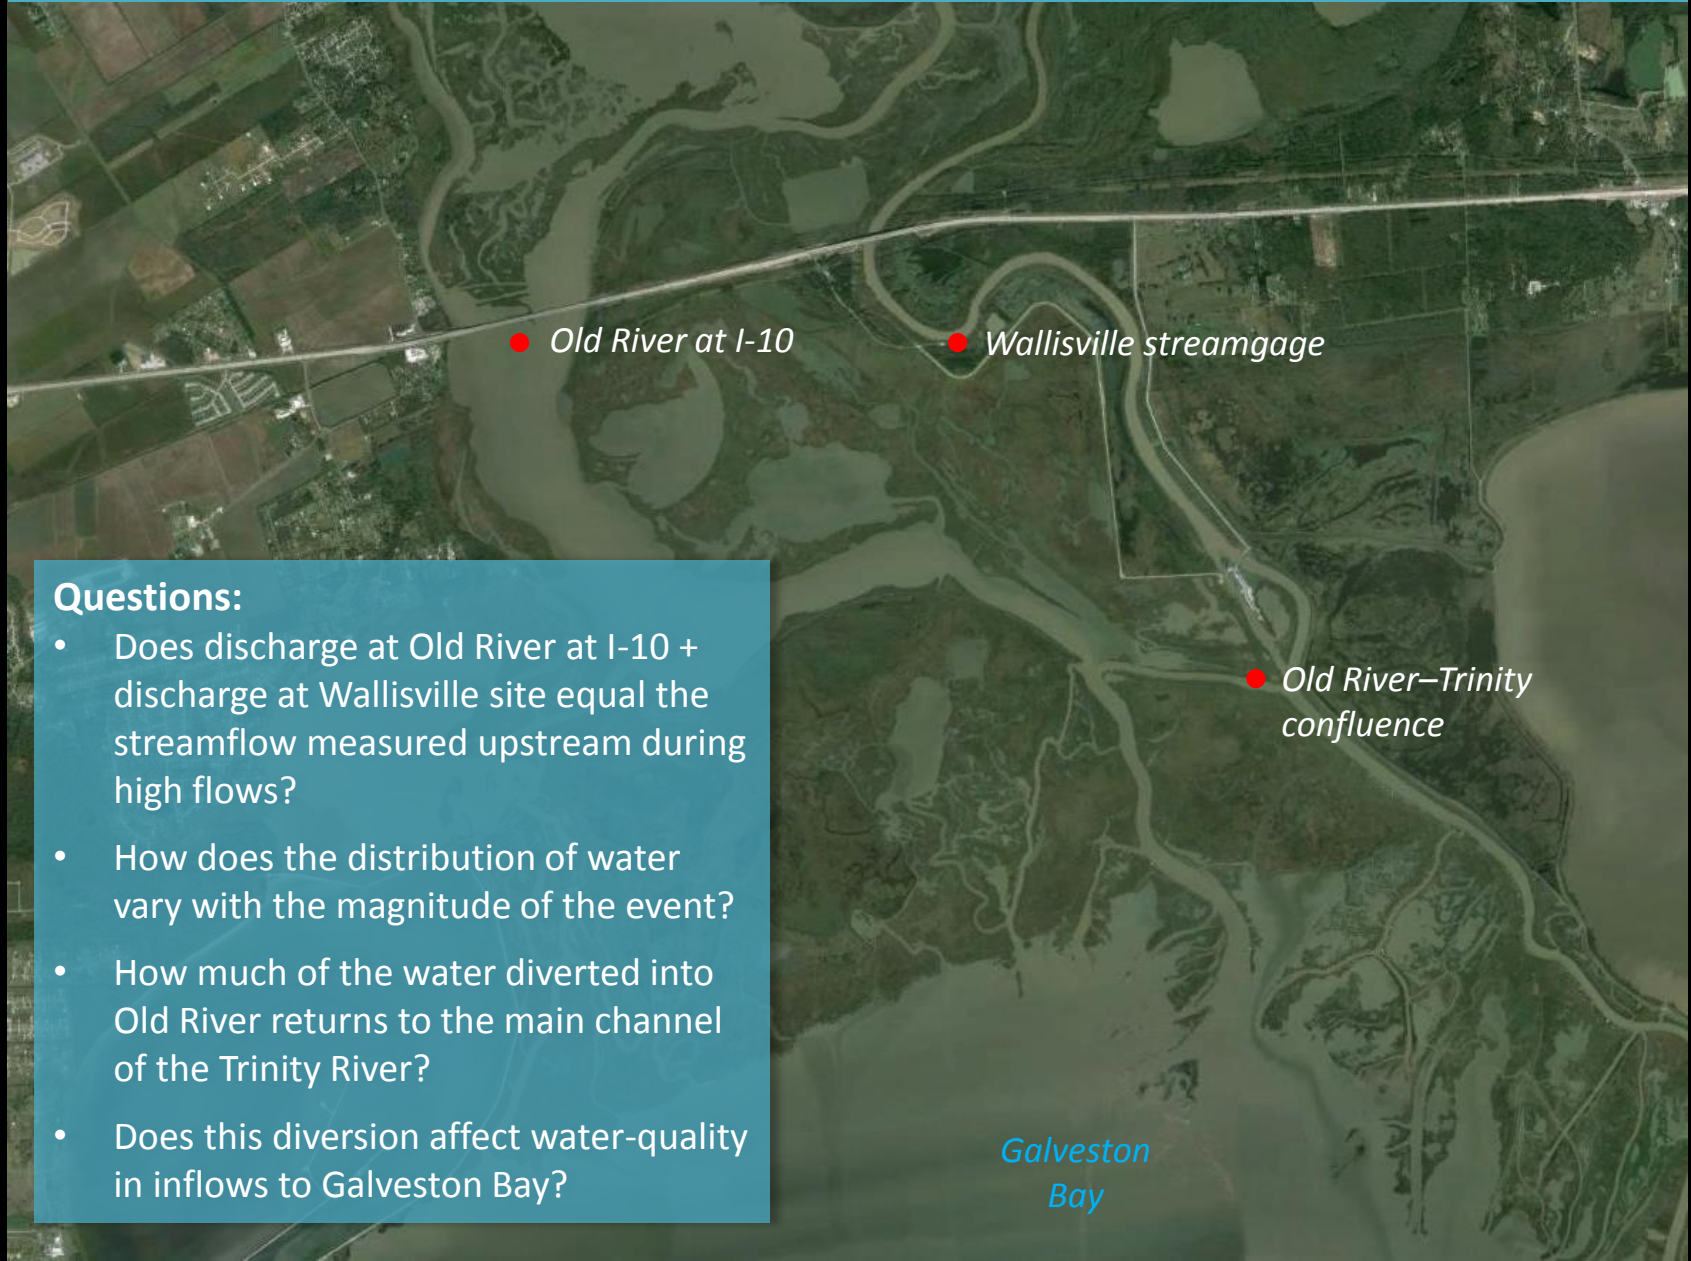 Old River at I-10
Wallisville streamgage
Questions:
• Does discharge at Old River at I-10 +
discharge at Wallisville site equal the
streamflow measured upstream during
high flows?
• How does the distribution of water
vary with the magnitude of the event?
• How much of the water diverted into
Old River returns to the main channel
of the Trinity River?
• Does this diversion affect water-quality
in inflows to Galveston Bay?
Old River–Trinity
confluence
Galveston
Bay